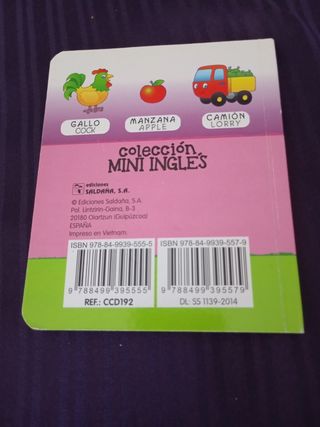 GALLO
COCK
MANZANA
APPLE
CAMIÓN
LORRY
colección
MINI INGLÉS
ediciones
SALDAÑA, S.A.
© Ediciones Saldaña, S.A.
Pol. Lintzirin-Gaina, B-3
20180 Oiartzun (Guipúzcoa)
ESPAÑA
Impreso en Vietnam.
ISBN 978-84-9939-555-5
9 788499 395555
REF.: CCD192
ISBN 978-84-9939-557-9
9 788499 395579
DL: SS 1139-2014